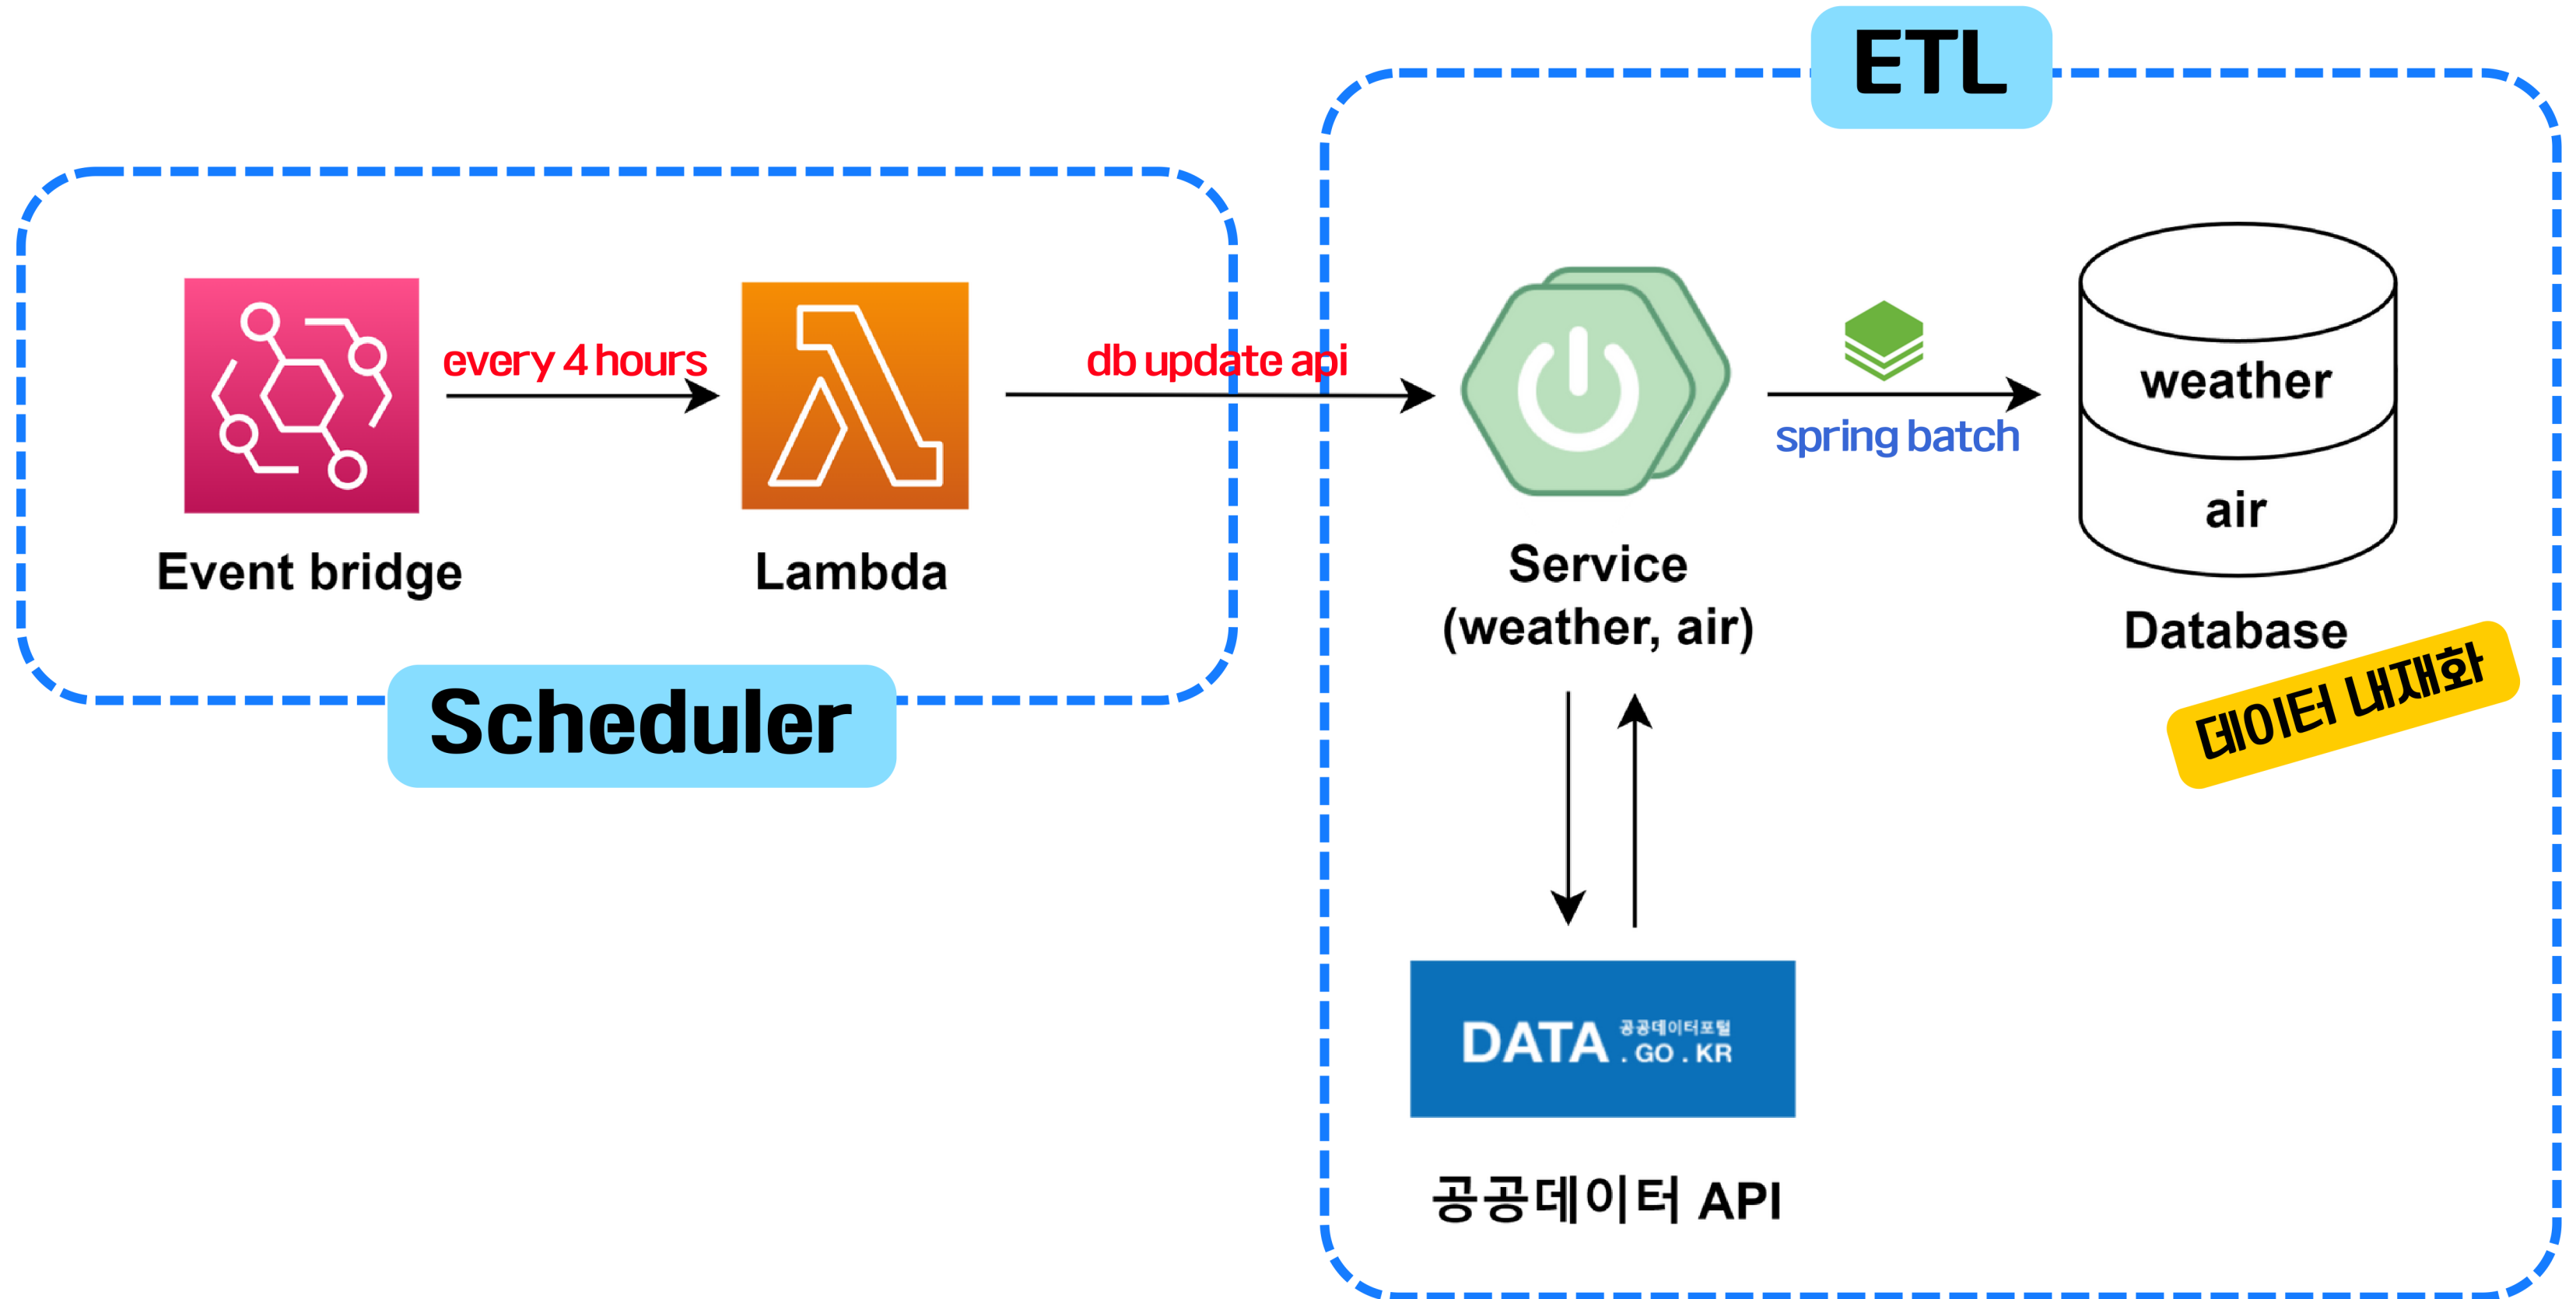 ETL
every 4 hours
db update api
spring batch
weather
air
Event bridge
Lambda
Service
(weather, air)
Database
데이터 내재화
Scheduler
DATA 공공데이터포털
.GO.KR
공공데이터 API